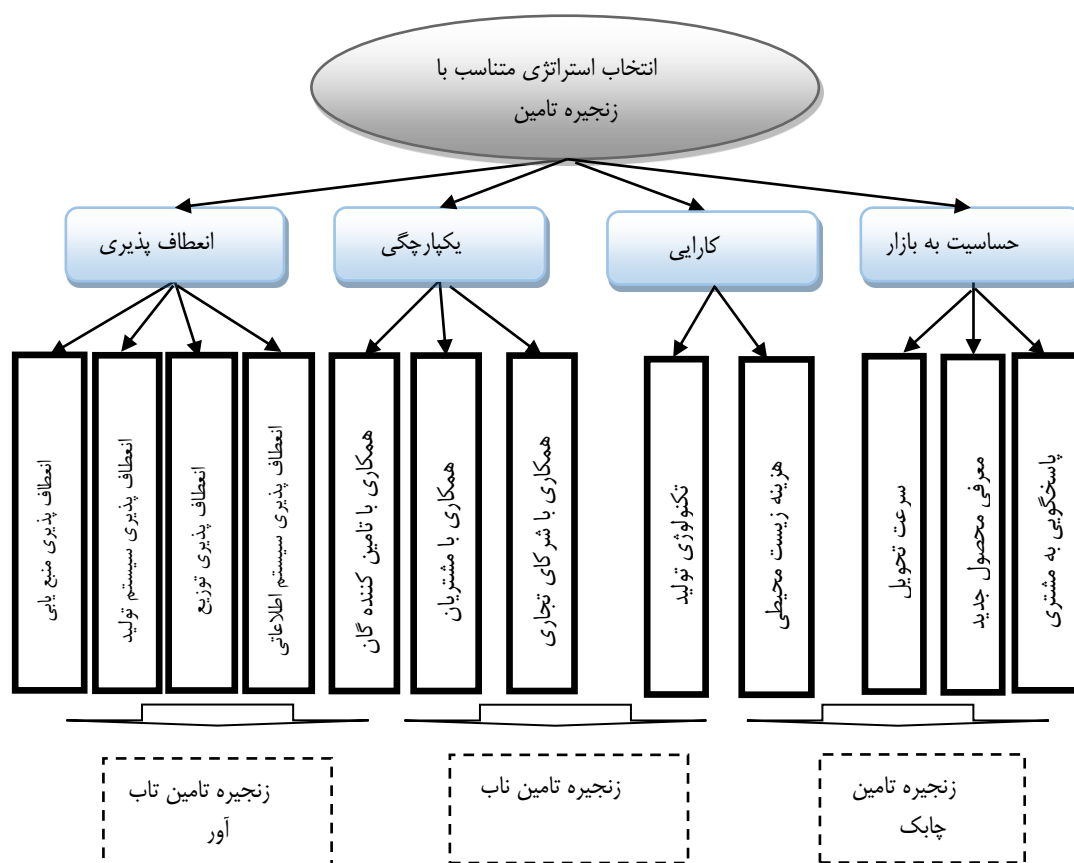 انتخاب استراتژی متناسب با
زنجیره تامین
حساسیت به بازار
کارایی
یکپارچگی
انعطاف پذیری
پاسخگویی به مشتری
معرفی محصول جدید
سرعت تحویل
هزینه زیست محیطی
تکنولوژی تولید
همکاری با شرکای تجاری
همکاری با مشتریان
همکاری با تامین کننده گان
انعطاف پذیری سیستم اطلاعاتی
انعطاف پذیری توزیع
انعطاف پذیری سیستم تولید
انعطاف پذیری منبع یابی
زنجیره تامین
چابک
زنجیره تامین ناب
زنجیره تامین تاب
آور